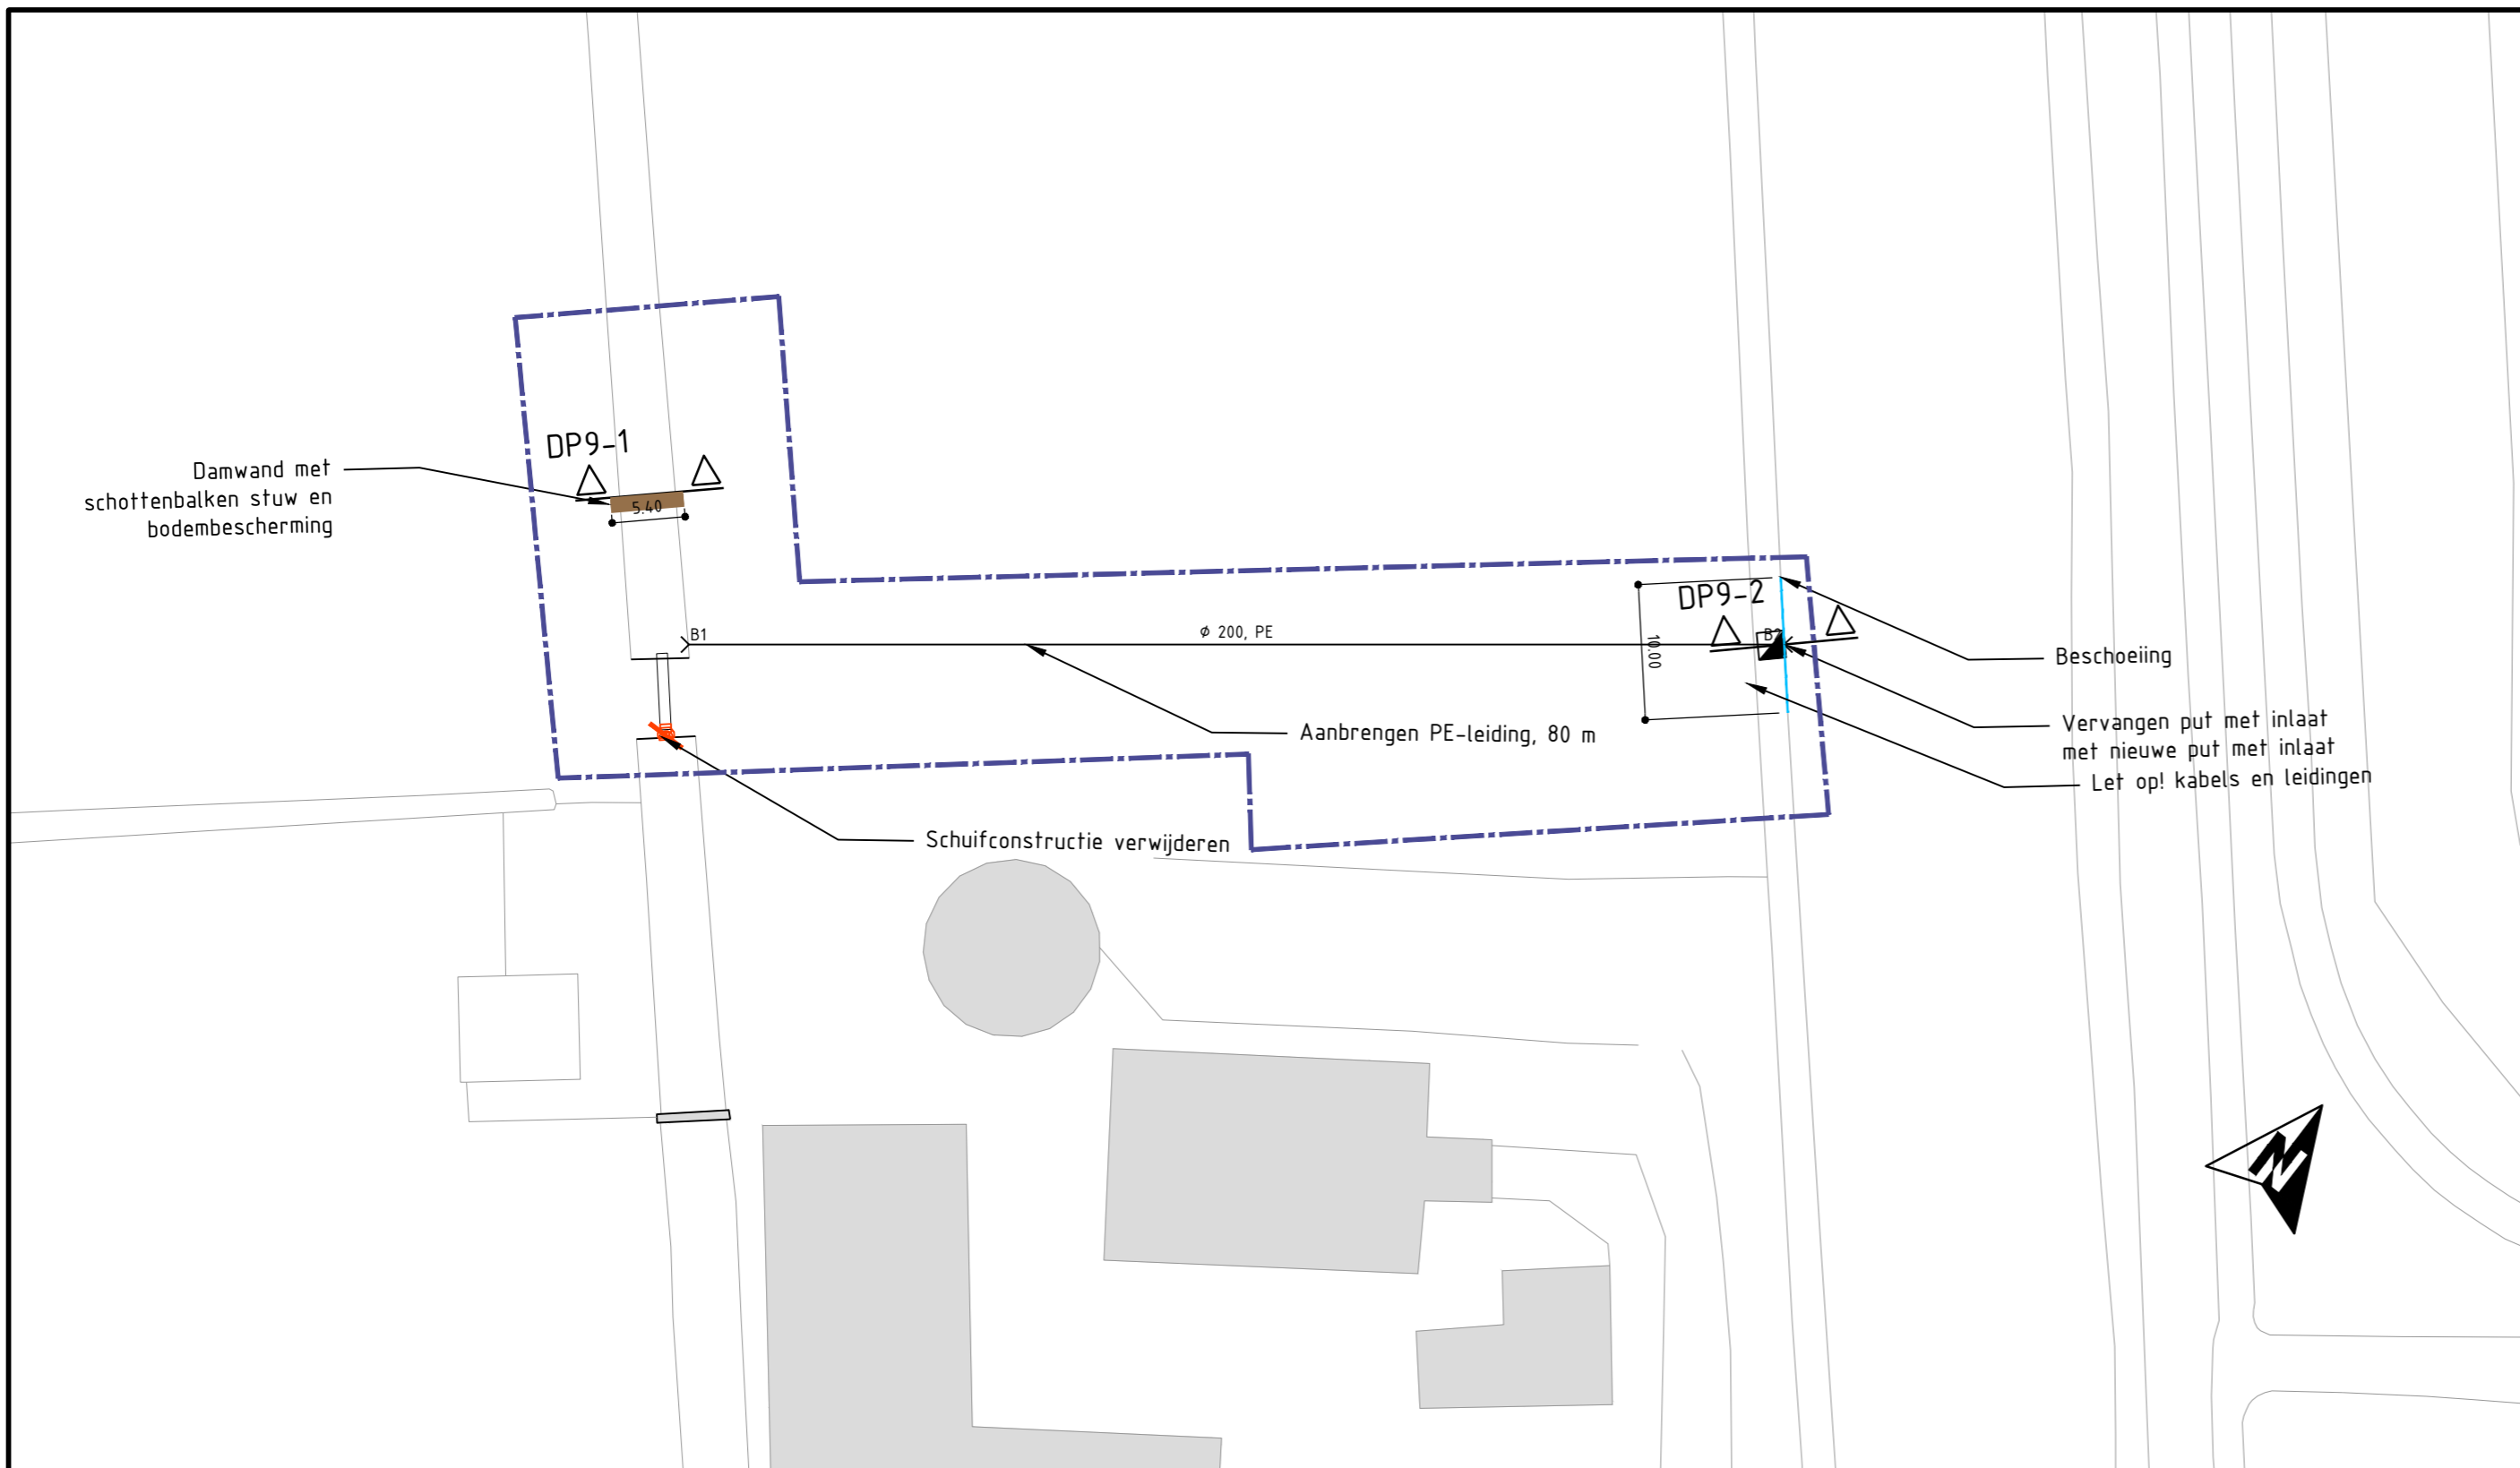 DP9-1
Damwand met
schottenbalken stuw en
bodembescherming
5.40
B1
Ø 200, PE
DP9-2
10.00
Beschoeiing
Vervangen put met inlaat
met nieuwe put met inlaat
Let op! kabels en leidingen
Aanbrengen PE-leiding, 80 m
Schuifconstructie verwijderen
N